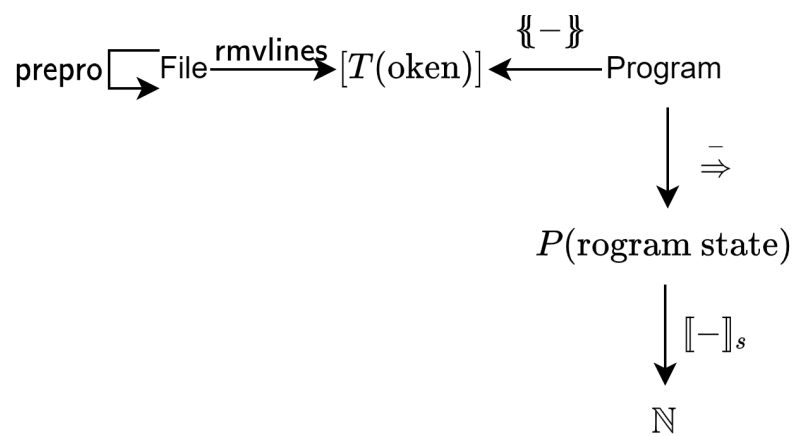 ⦃−⦄
prepro File rmvlines [T(oken)] Program
⇒̄
P(rogram state)
⟦−⟧ₛ
ℕ